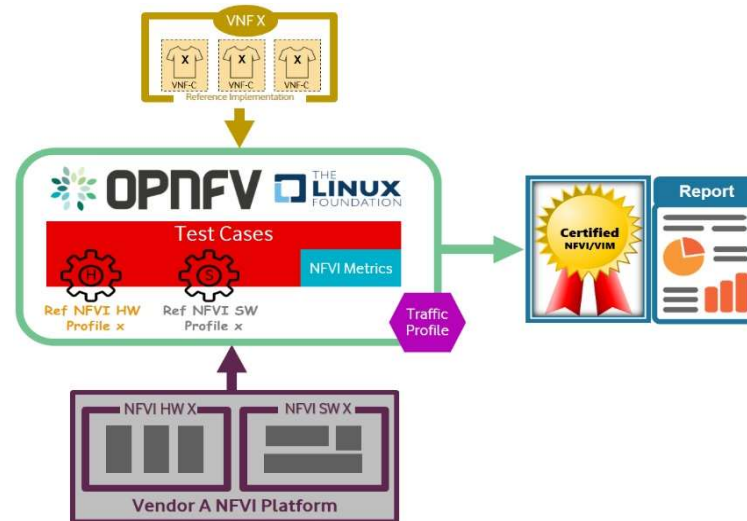 VNF X
X X X
VNF-C VNF-C VNF-C
Reference Implementation
OPNFV
THE
LINUX
FOUNDATION
Test Cases
NFVI Metrics
H
S
Ref NFVI HW
Profile x
Ref NFVI SW
Profile x
Traffic
Profile
Certified
NFVI/VIM
Report
NFVI HW X
NFVI SW X
Vendor A NFVI Platform